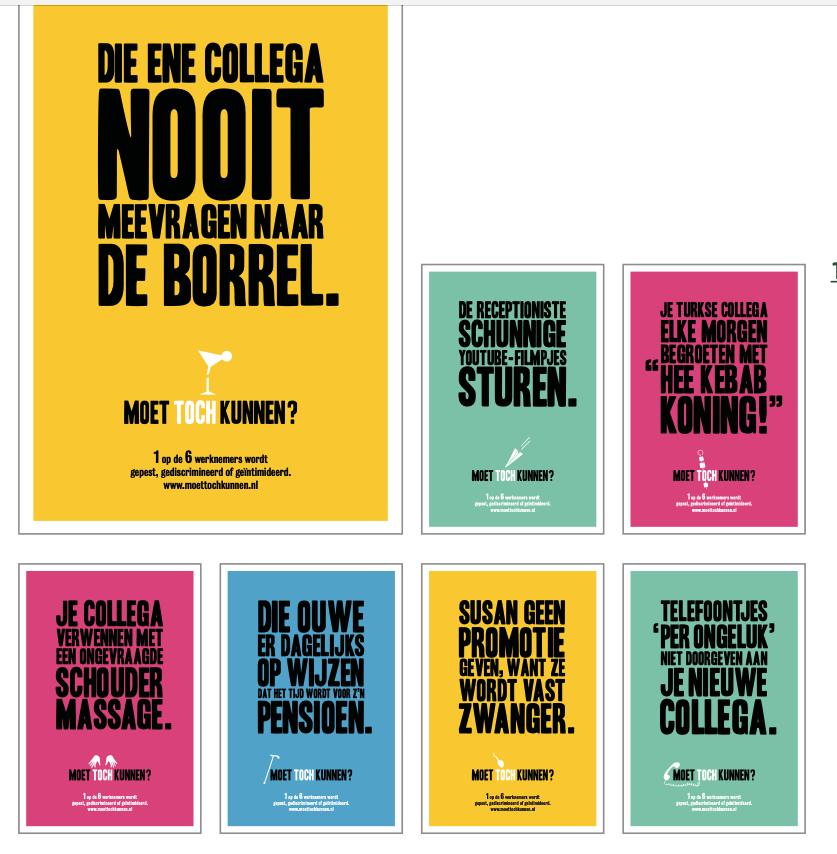 DIE ENE COLLEGA
NOOIT
MEEVRAGEN NAAR
DE BORREL.
MOET TOCH KUNNEN?
1 op de 6 werknemers wordt
gepest, gediscrimineerd of geïntimideerd.
www.moettochkunnen.nl
DE RECEPTIONISTE
SCHUNNIGE
YOUTUBE-FILMPJES
STUREN.
MOET TOCH KUNNEN?
1 op de 6 werknemers wordt
gepest, gediscrimineerd of geïntimideerd.
www.moettochkunnen.nl
JE TURKSE COLLEGA
ELKE MORGEN
BEGROETEN MET
“HEE KEBAB
KONING!”
MOET TOCH KUNNEN?
1 op de 6 werknemers wordt
gepest, gediscrimineerd of geïntimideerd.
www.moettochkunnen.nl
JE COLLEGA
VERWENNEN MET
EEN ONGEVRAAGDE
SCHOUDER
MASSAGE.
MOET TOCH KUNNEN?
1 op de 6 werknemers wordt
gepest, gediscrimineerd of geïntimideerd.
www.moettochkunnen.nl
DIE OUWE
ER DAGELIJKS
OP WIJZEN
DAT HET TIJD WORDT VOOR Z'N
PENSIOEN.
MOET TOCH KUNNEN?
1 op de 6 werknemers wordt
gepest, gediscrimineerd of geïntimideerd.
www.moettochkunnen.nl
SUSAN GEEN
PROMOTIE
GEVEN, WANT ZE
WORDT VAST
ZWANGER.
MOET TOCH KUNNEN?
1 op de 6 werknemers wordt
gepest, gediscrimineerd of geïntimideerd.
www.moettochkunnen.nl
TELEFOONTJES
‘PER ONGELUK’
NIET DOORGEVEN AAN
JE NIEUWE
COLLEGA.
MOET TOCH KUNNEN?
1 op de 6 werknemers wordt
gepest, gediscrimineerd of geïntimideerd.
www.moettochkunnen.nl